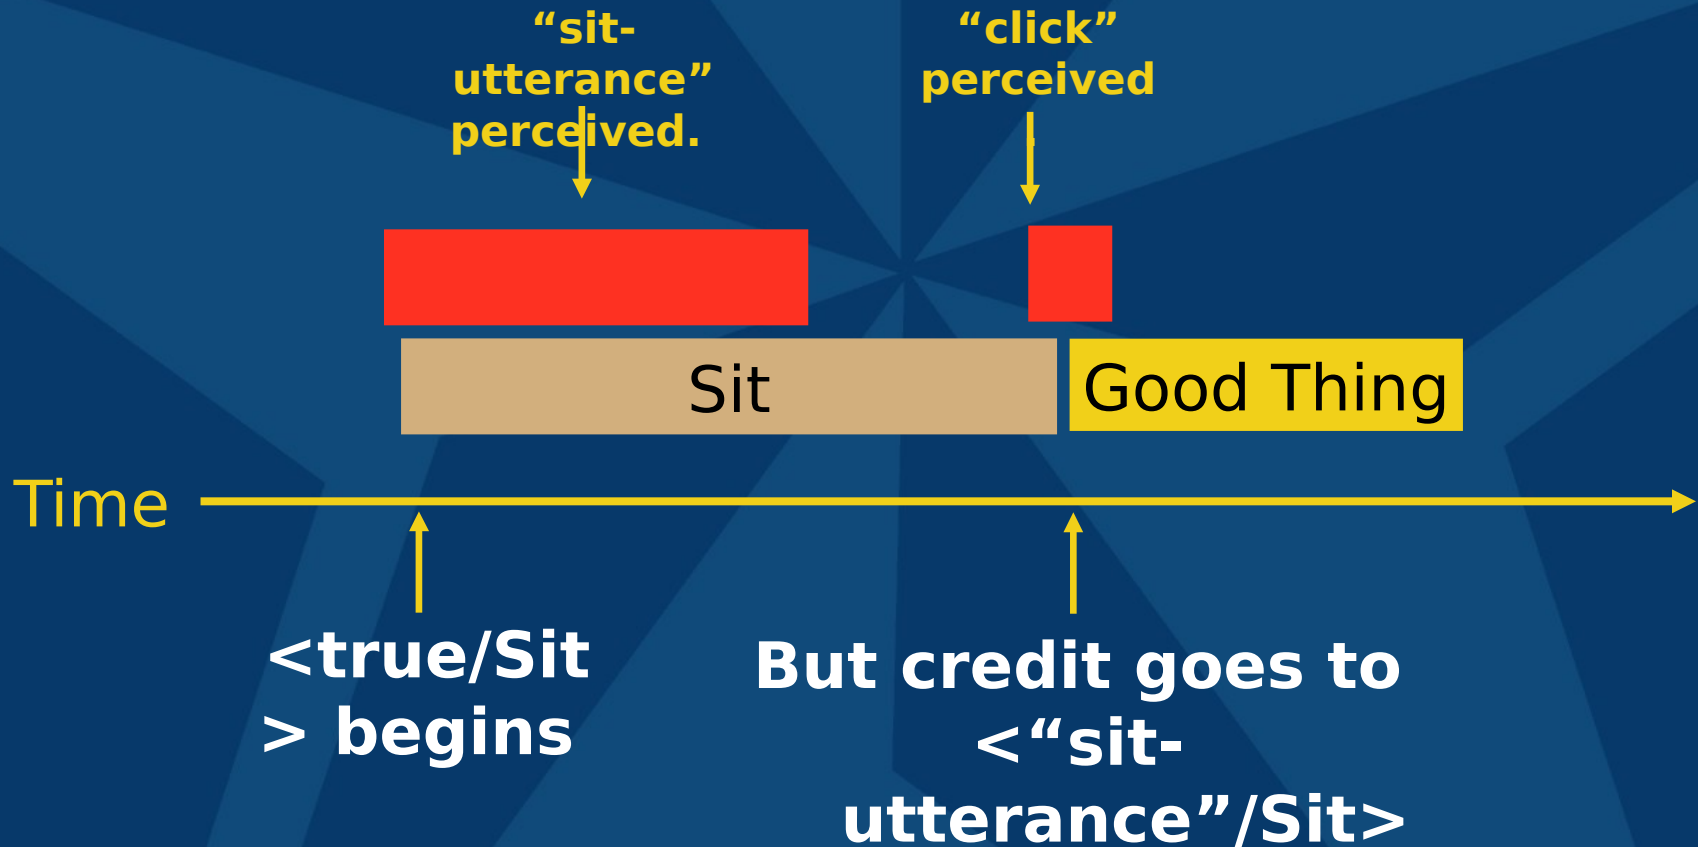 “sit-
utterance”
perceived.
“click”
perceived
.
Sit
Good Thing
Time
<true/Sit
> begins
But credit goes to
<“sit-
utterance”/Sit>